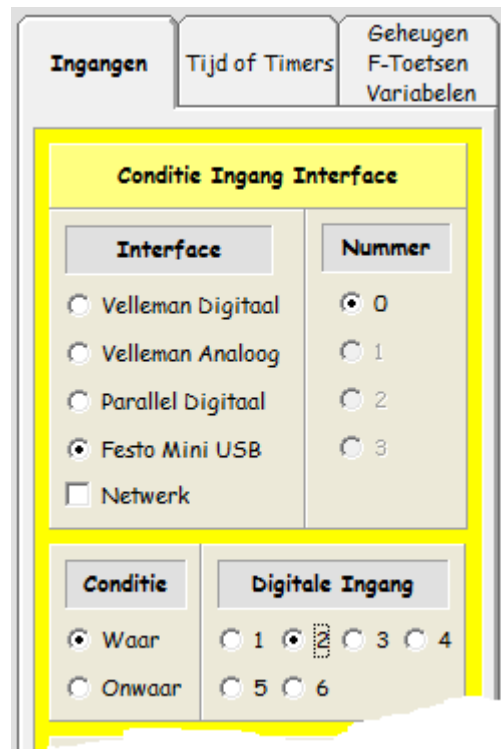 Ingangen
Tijd of Timers
Geheugen
F-Toetsen
Variabelen
Conditie Ingang Interface
Interface
Velleman Digitaal
Velleman Analoog
Parallel Digitaal
Festo Mini USB
Netwerk
Nummer
0
1
2
3
Conditie
Waar
Onwaar
Digitale Ingang
1 2 3 4
5 6